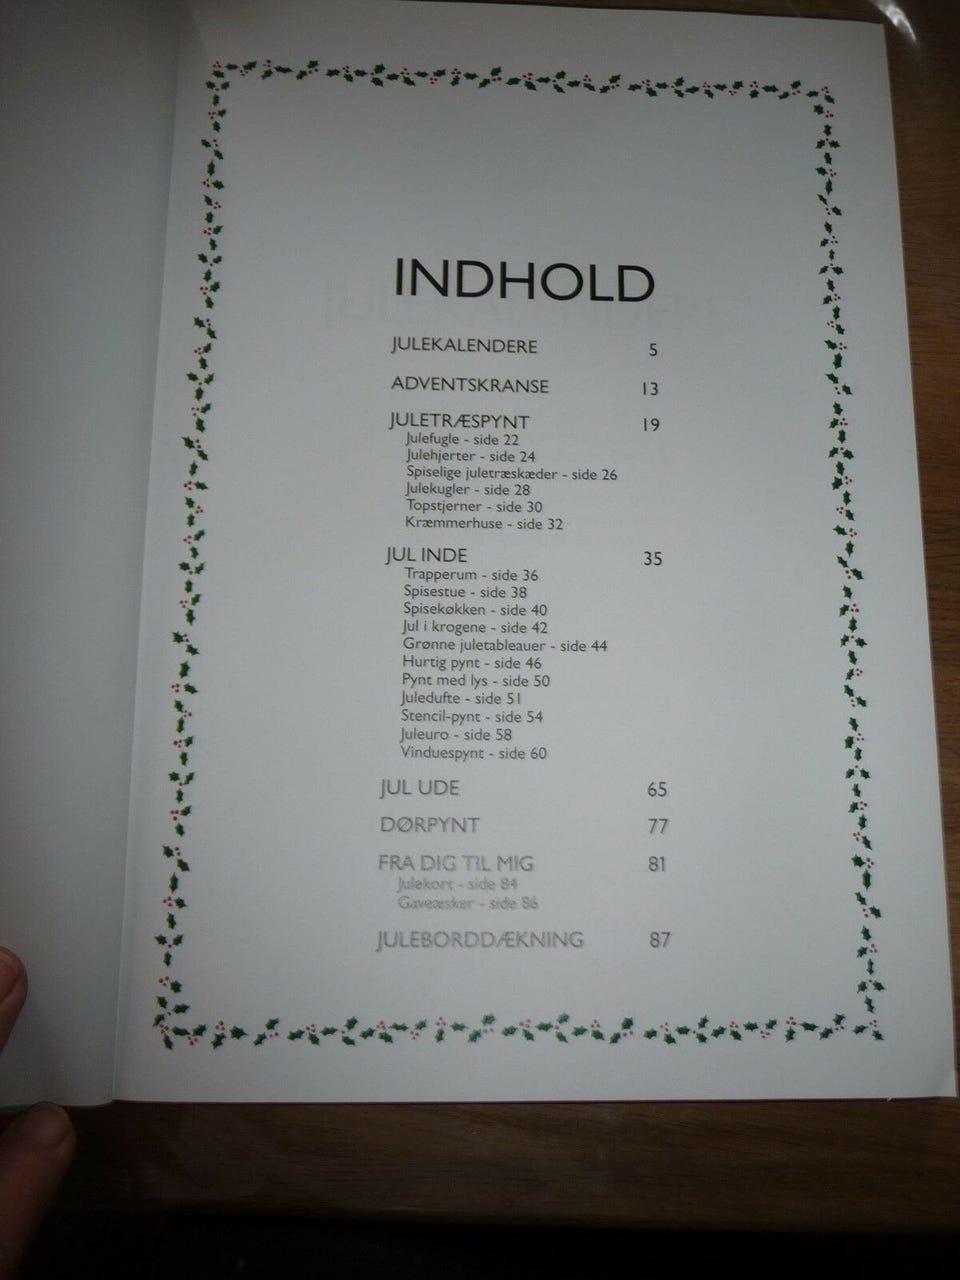 INDHOLD
JULEKALENDERE 5
ADVENTSKRANSE 13
JULETRÆSPYNT 19
Julefugle - side 22
Julehjerter - side 24
Spiselige juletræskæder - side 26
Julekugler - side 28
Topstjerner - side 30
Kræmmerhuse - side 32
JUL INDE 35
Trapperum - side 36
Spisestue - side 38
Spisekøkken - side 40
Jul i krogene - side 42
Grønne juletableauer - side 44
Hurtig pynt - side 46
Pynt med lys - side 50
Juledufte - side 51
Stencil-pynt - side 54
Juleuro - side 58
Vinduespynt - side 60
JUL UDE 65
DØRPYNT 77
FRA DIG TIL MIG 81
Julekort - side 84
Gaveæsker - side 86
JULEBORDDÆKNING 87